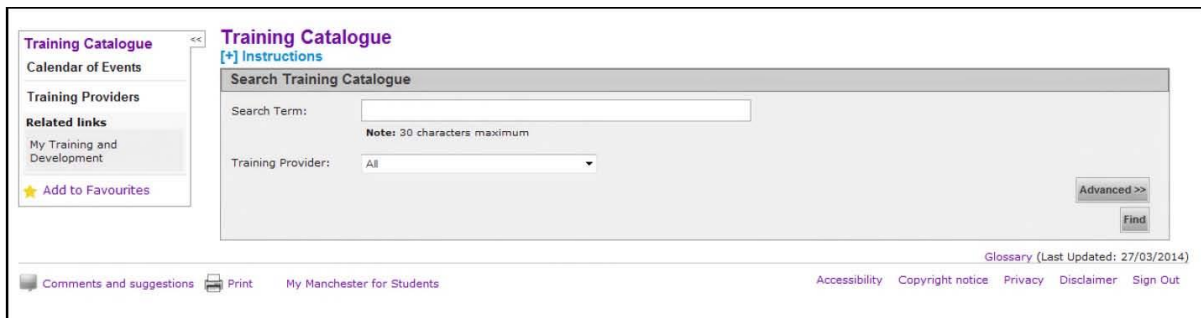 Training Catalogue
<<
Calendar of Events
Training Providers
Related links
My Training and
Development
Add to Favourites
Training Catalogue
[+] Instructions
Search Training Catalogue
Search Term:
Note: 30 characters maximum
Training Provider:
All
Advanced >>
Find
Glossary (Last Updated: 27/03/2014)
Comments and suggestions Print My Manchester for Students
Accessibility Copyright notice Privacy Disclaimer Sign Out